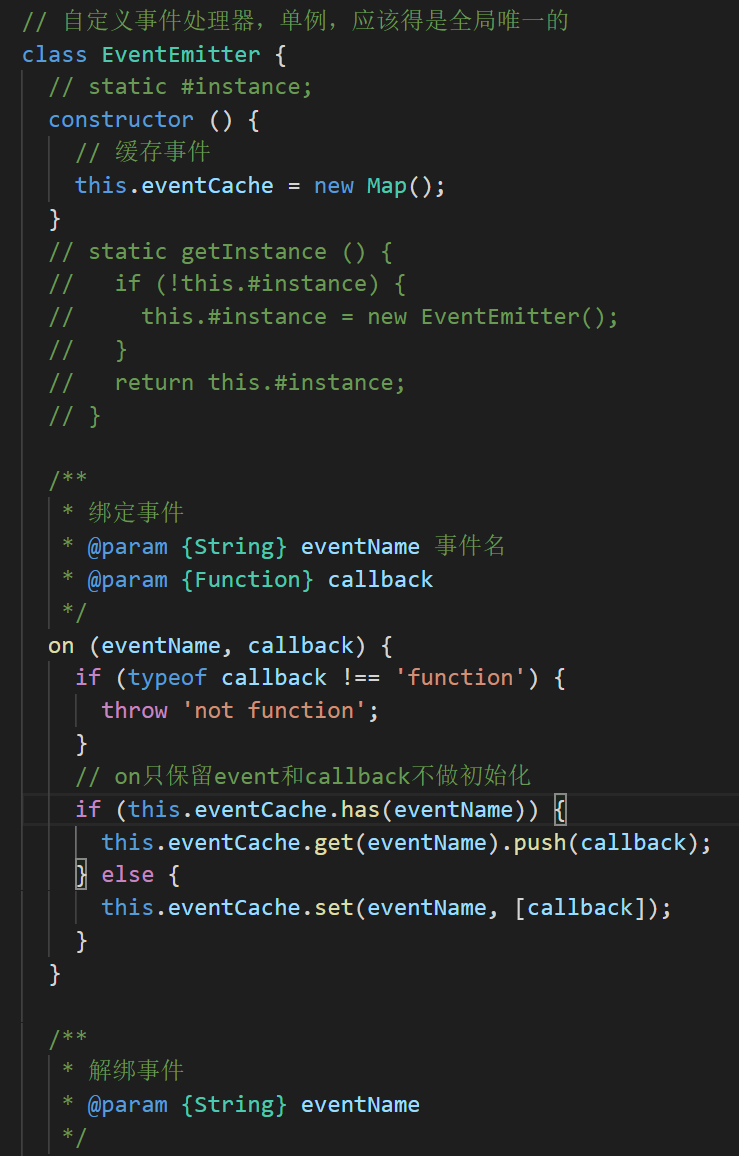 // 自定义事件处理器，单例，应该得是全局唯一的
class EventEmitter {
  // static #instance;
  constructor () {
    // 缓存事件
    this.eventCache = new Map();
  }
  // static getInstance () {
  //   if (!this.#instance) {
  //     this.#instance = new EventEmitter();
  //   }
  //   return this.#instance;
  // }

  /**
   * 绑定事件
   * @param {String} eventName 事件名
   * @param {Function} callback
   */
  on (eventName, callback) {
    if (typeof callback !== 'function') {
      throw 'not function';
    }
    // on只保留event和callback不做初始化
    if (this.eventCache.has(eventName)) {
      this.eventCache.get(eventName).push(callback);
    } else {
      this.eventCache.set(eventName, [callback]);
    }
  }

  /**
   * 解绑事件
   * @param {String} eventName
   */